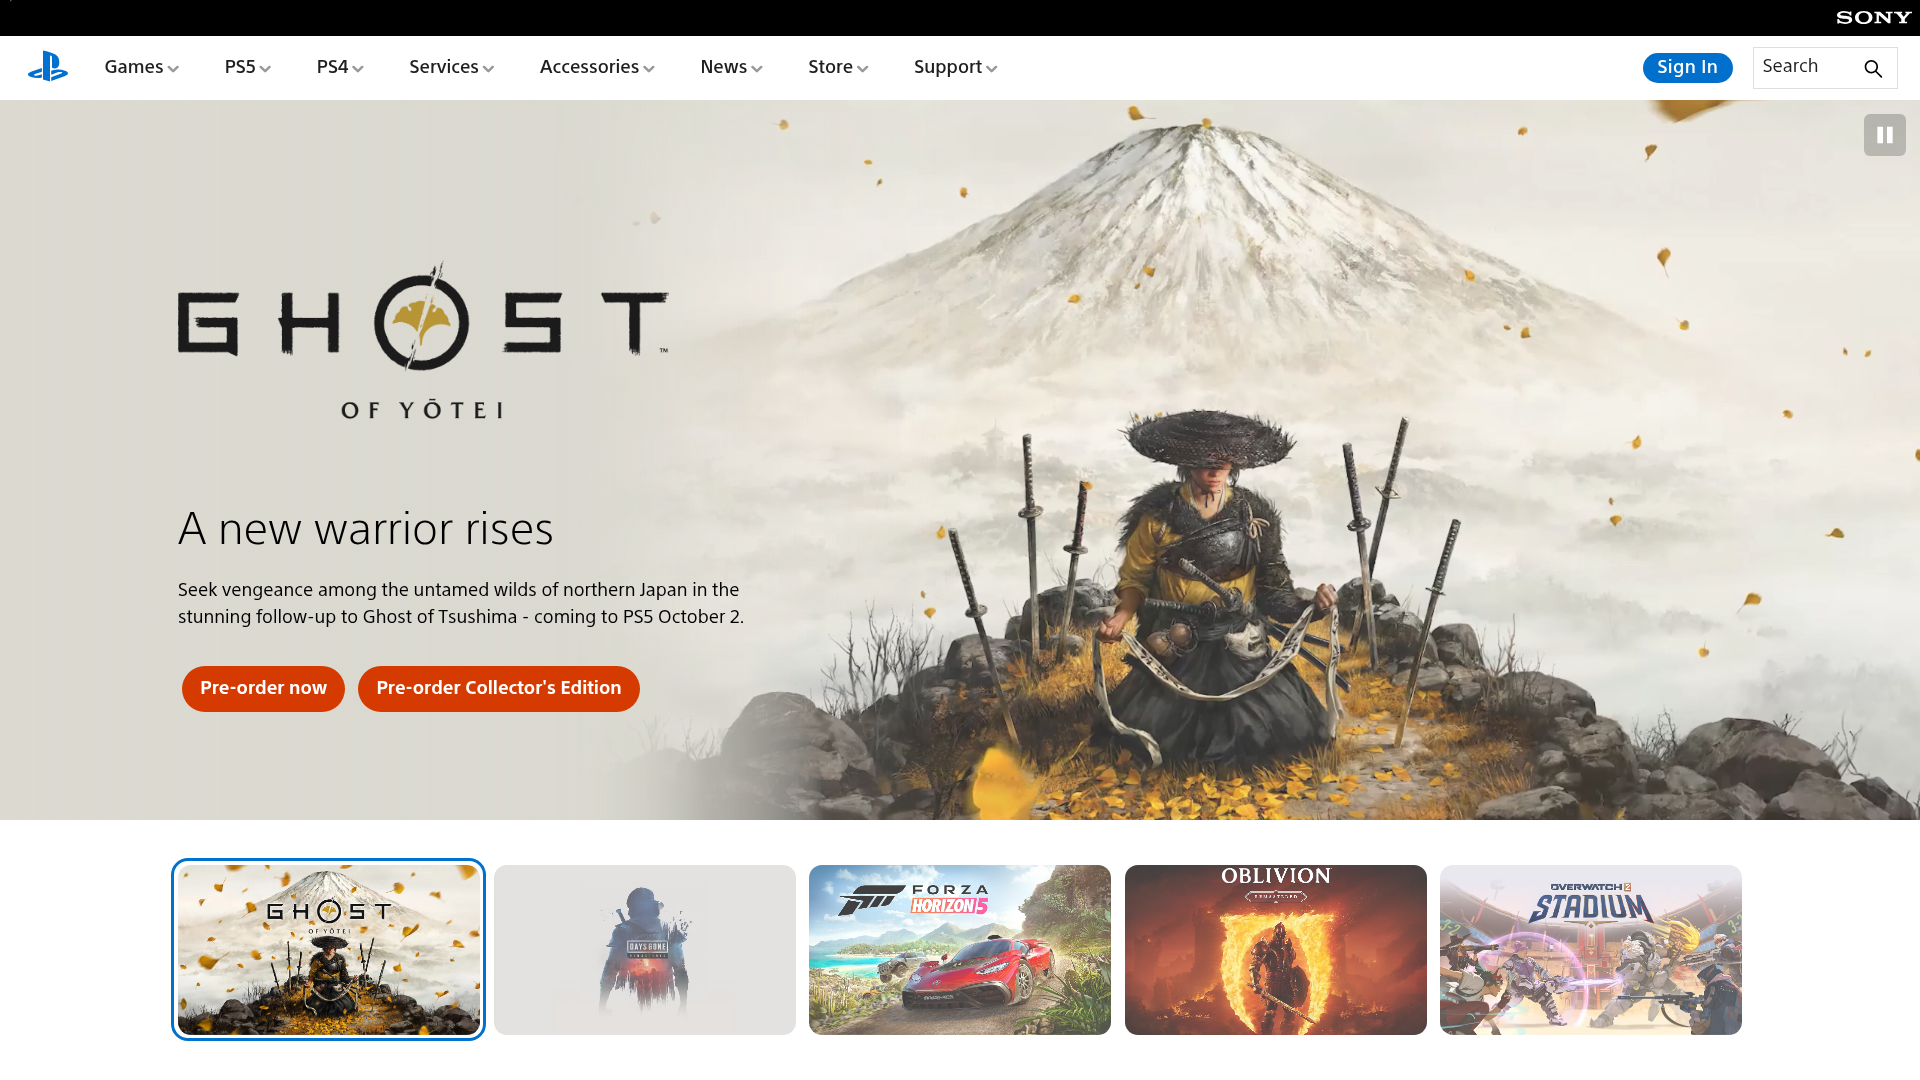 SONY
Games
PS5
PS4
Services
Accessories
News
Store
Support
Sign In
Search
GHOST
™
OF YŌTEI
A new warrior rises
Seek vengeance among the untamed wilds of northern Japan in the
stunning follow-up to Ghost of Tsushima - coming to PS5 October 2.
Pre-order now
Pre-order Collector's Edition
GHOST
OF YŌTEI
DAYS GONE
REMASTERED
FORZA
HORIZON 5
OBLIVION
REMASTERED
OVERWATCH 2
STADIUM